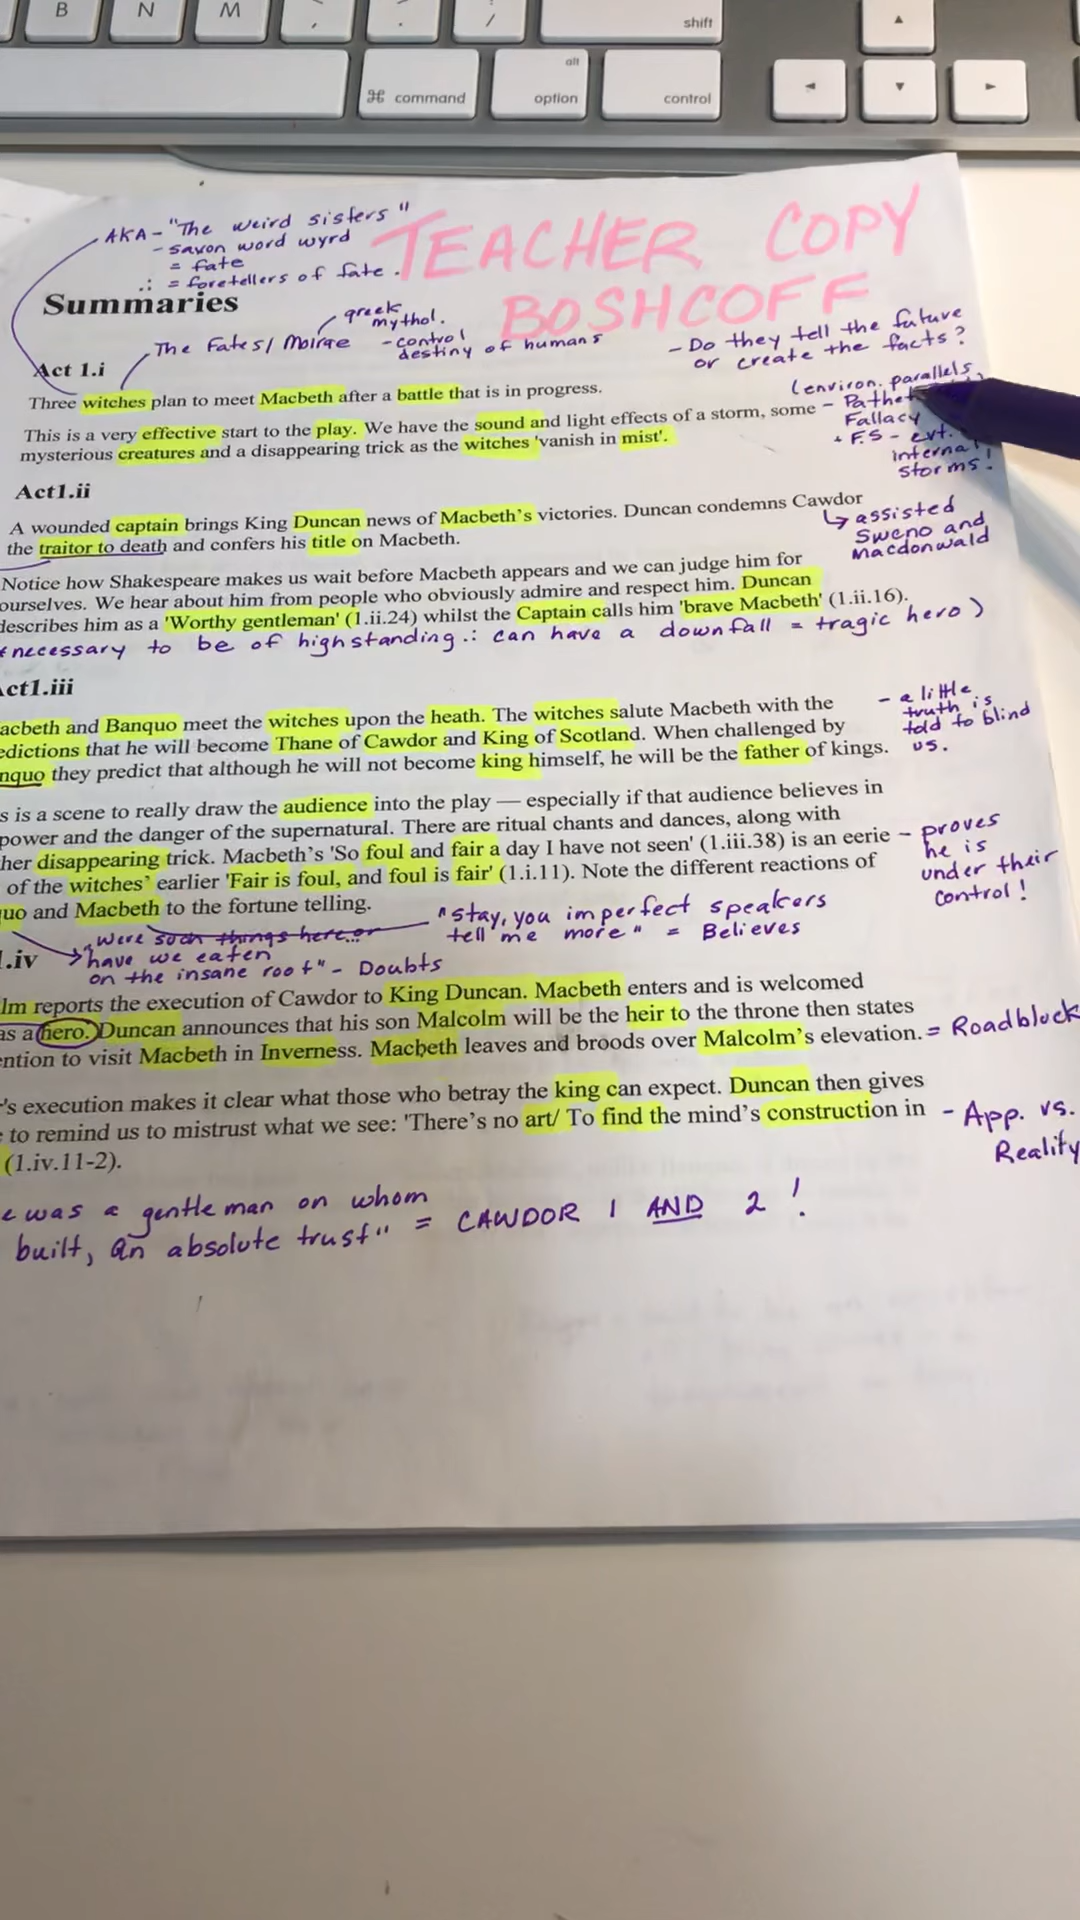 B N M , . / shift
⌘ command alt option control
TEACHER COPY
BOSHCOFF
AKA - "The weird sisters"
- saxon word wyrd
= fate
∴ = foretellers of fate.
Summaries
greek
mythol.
The Fates/ Moirae - control
destiny of humans
- Do they tell the future
or create the facts?
Act 1.i
(environ. parallels
Three witches plan to meet Macbeth after a battle that is in progress.
This is a very effective start to the play. We have the sound and light effects of a storm, some
mysterious creatures and a disappearing trick as the witches 'vanish in mist'.
Fallacy
+ F.S - ext.
interna
storms!
Act1.ii
A wounded captain brings King Duncan news of Macbeth's victories. Duncan condemns Cawdor
the traitor to death and confers his title on Macbeth.
↳ assisted
Sweno and
Macdonwald
Notice how Shakespeare makes us wait before Macbeth appears and we can judge him for
ourselves. We hear about him from people who obviously admire and respect him. Duncan
describes him as a 'Worthy gentleman' (1.ii.24) whilst the Captain calls him 'brave Macbeth' (1.ii.16).
necessary to be of highstanding ∴ can have a downfall = tragic hero)
Act1.iii
acbeth and Banquo meet the witches upon the heath. The witches salute Macbeth with the
edictions that he will become Thane of Cawdor and King of Scotland. When challenged by
nquo they predict that although he will not become king himself, he will be the father of kings.
- a little
truth is
told to blind
us.
s is a scene to really draw the audience into the play — especially if that audience believes in
power and the danger of the supernatural. There are ritual chants and dances, along with
her disappearing trick. Macbeth's 'So foul and fair a day I have not seen' (1.iii.38) is an eerie
of the witches' earlier 'Fair is foul, and foul is fair' (1.i.11). Note the different reactions of
uo and Macbeth to the fortune telling.
- proves
he is
under their
control!
"stay, you imperfect speakers
tell me more" = Believes
"were such things here... or
have we eaten
on the insane root" - Doubts
.iv
lm reports the execution of Cawdor to King Duncan. Macbeth enters and is welcomed
as a hero. Duncan announces that his son Malcolm will be the heir to the throne then states
ention to visit Macbeth in Inverness. Macbeth leaves and broods over Malcolm's elevation. = Roadblock
's execution makes it clear what those who betray the king can expect. Duncan then gives
to remind us to mistrust what we see: 'There's no art/ To find the mind's construction in
(1.iv.11-2).
- App. vs.
Reality
e was a gentleman on whom
built, an absolute trust" = CAWDOR 1 AND 2!